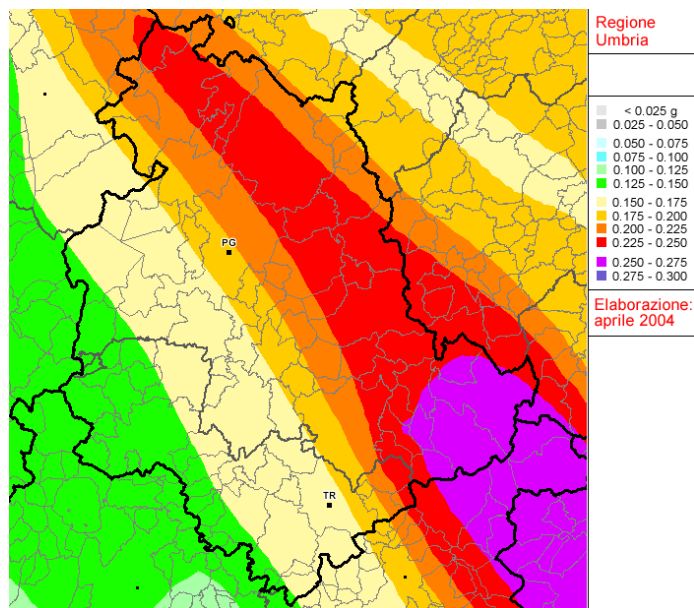 Regione
Umbria
< 0.025 g
0.025 - 0.050
0.050 - 0.075
0.075 - 0.100
0.100 - 0.125
0.125 - 0.150
0.150 - 0.175
0.175 - 0.200
0.200 - 0.225
0.225 - 0.250
0.250 - 0.275
0.275 - 0.300
Elaborazione:
aprile 2004
PG
TR